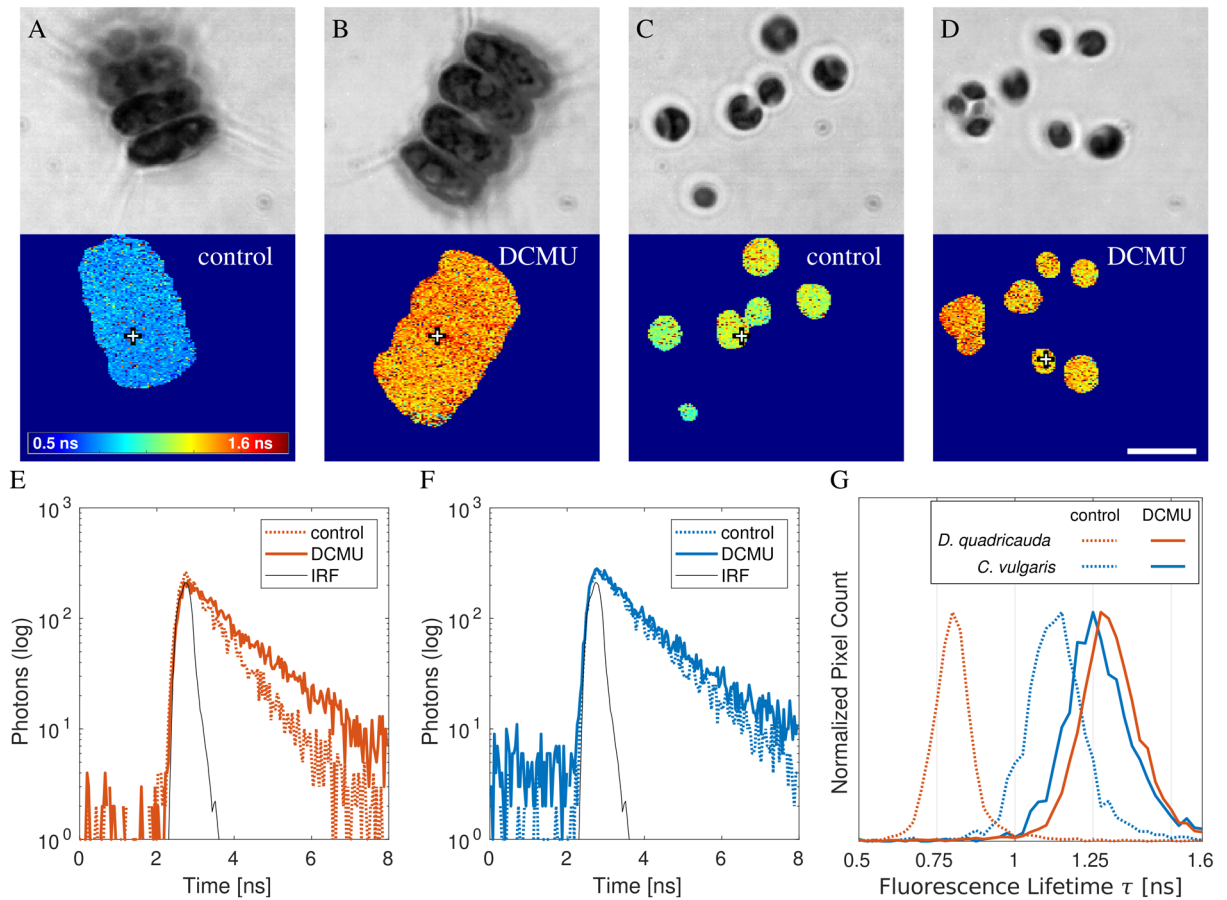 A
B
C
D
control
DCMU
control
DCMU
0.5 ns
1.6 ns
E
F
G
10^3
10^2
10^1
10^0
Photons (log)
0
2
4
6
8
Time [ns]
control
DCMU
IRF
10^3
10^2
10^1
10^0
Photons (log)
0
2
4
6
8
Time [ns]
control
DCMU
IRF
control DCMU
D. quadricauda
C. vulgaris
Normalized Pixel Count
0.5
0.75
1
1.25
1.6
Fluorescence Lifetime τ [ns]